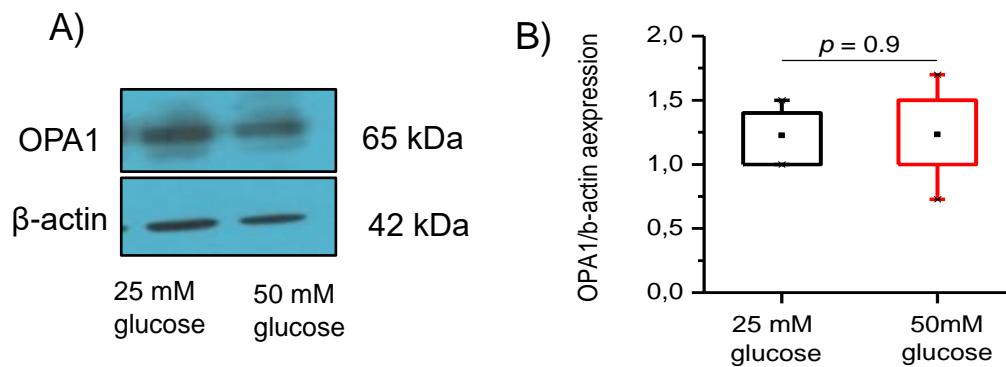 A)
OPA1
65 kDa
β-actin
42 kDa
25 mM
glucose
50 mM
glucose
B)
OPA1/b-actin aexpression
2,0
1,5
1,0
0,5
0,0
p = 0.9
25 mM
glucose
50mM
glucose